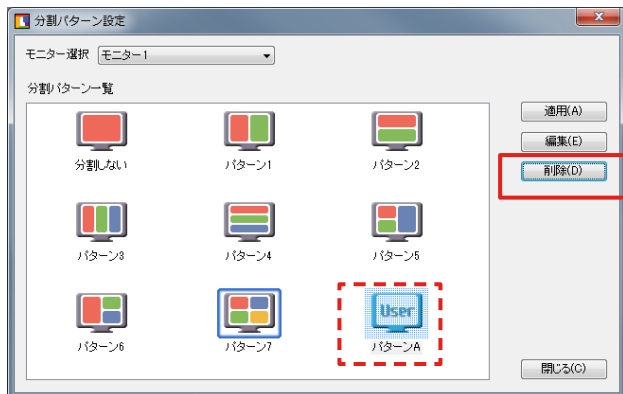 分割パターン設定
モニター選択 モニター1
分割パターン一覧
適用(A)
編集(E)
削除(D)
分割しない パターン1 パターン2
パターン3 パターン4 パターン5
User
パターン6 パターン7 パターンA
閉じる(C)